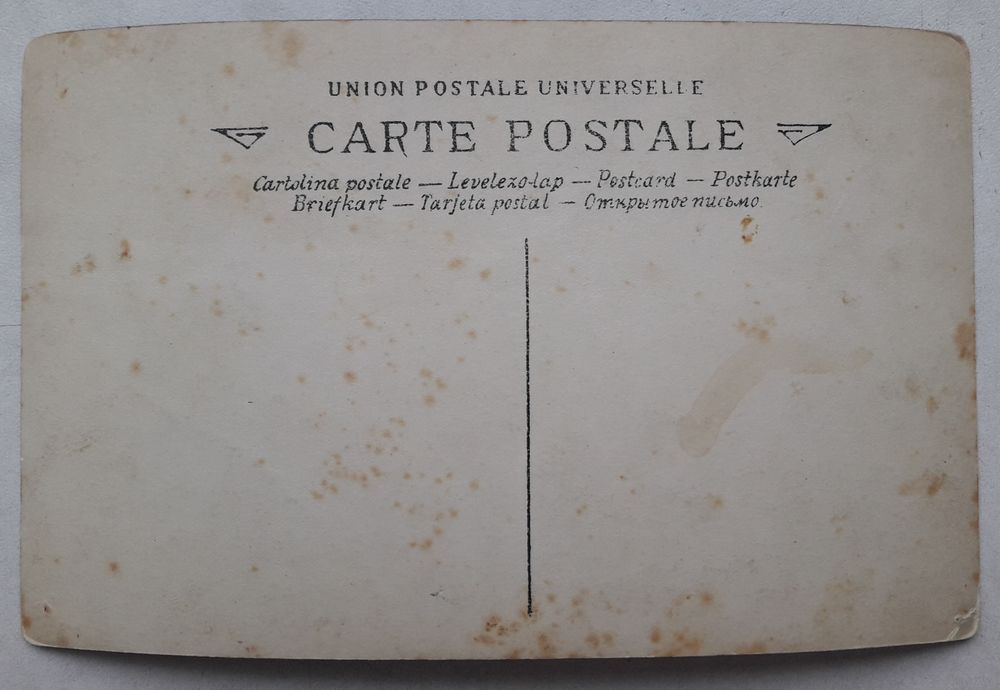 UNION POSTALE UNIVERSELLE
CARTE POSTALE
Cartolina postale — Levelezo-lap — Postcard — Postkarte
Briefkart — Tarjeta postal — Открытое письмо.